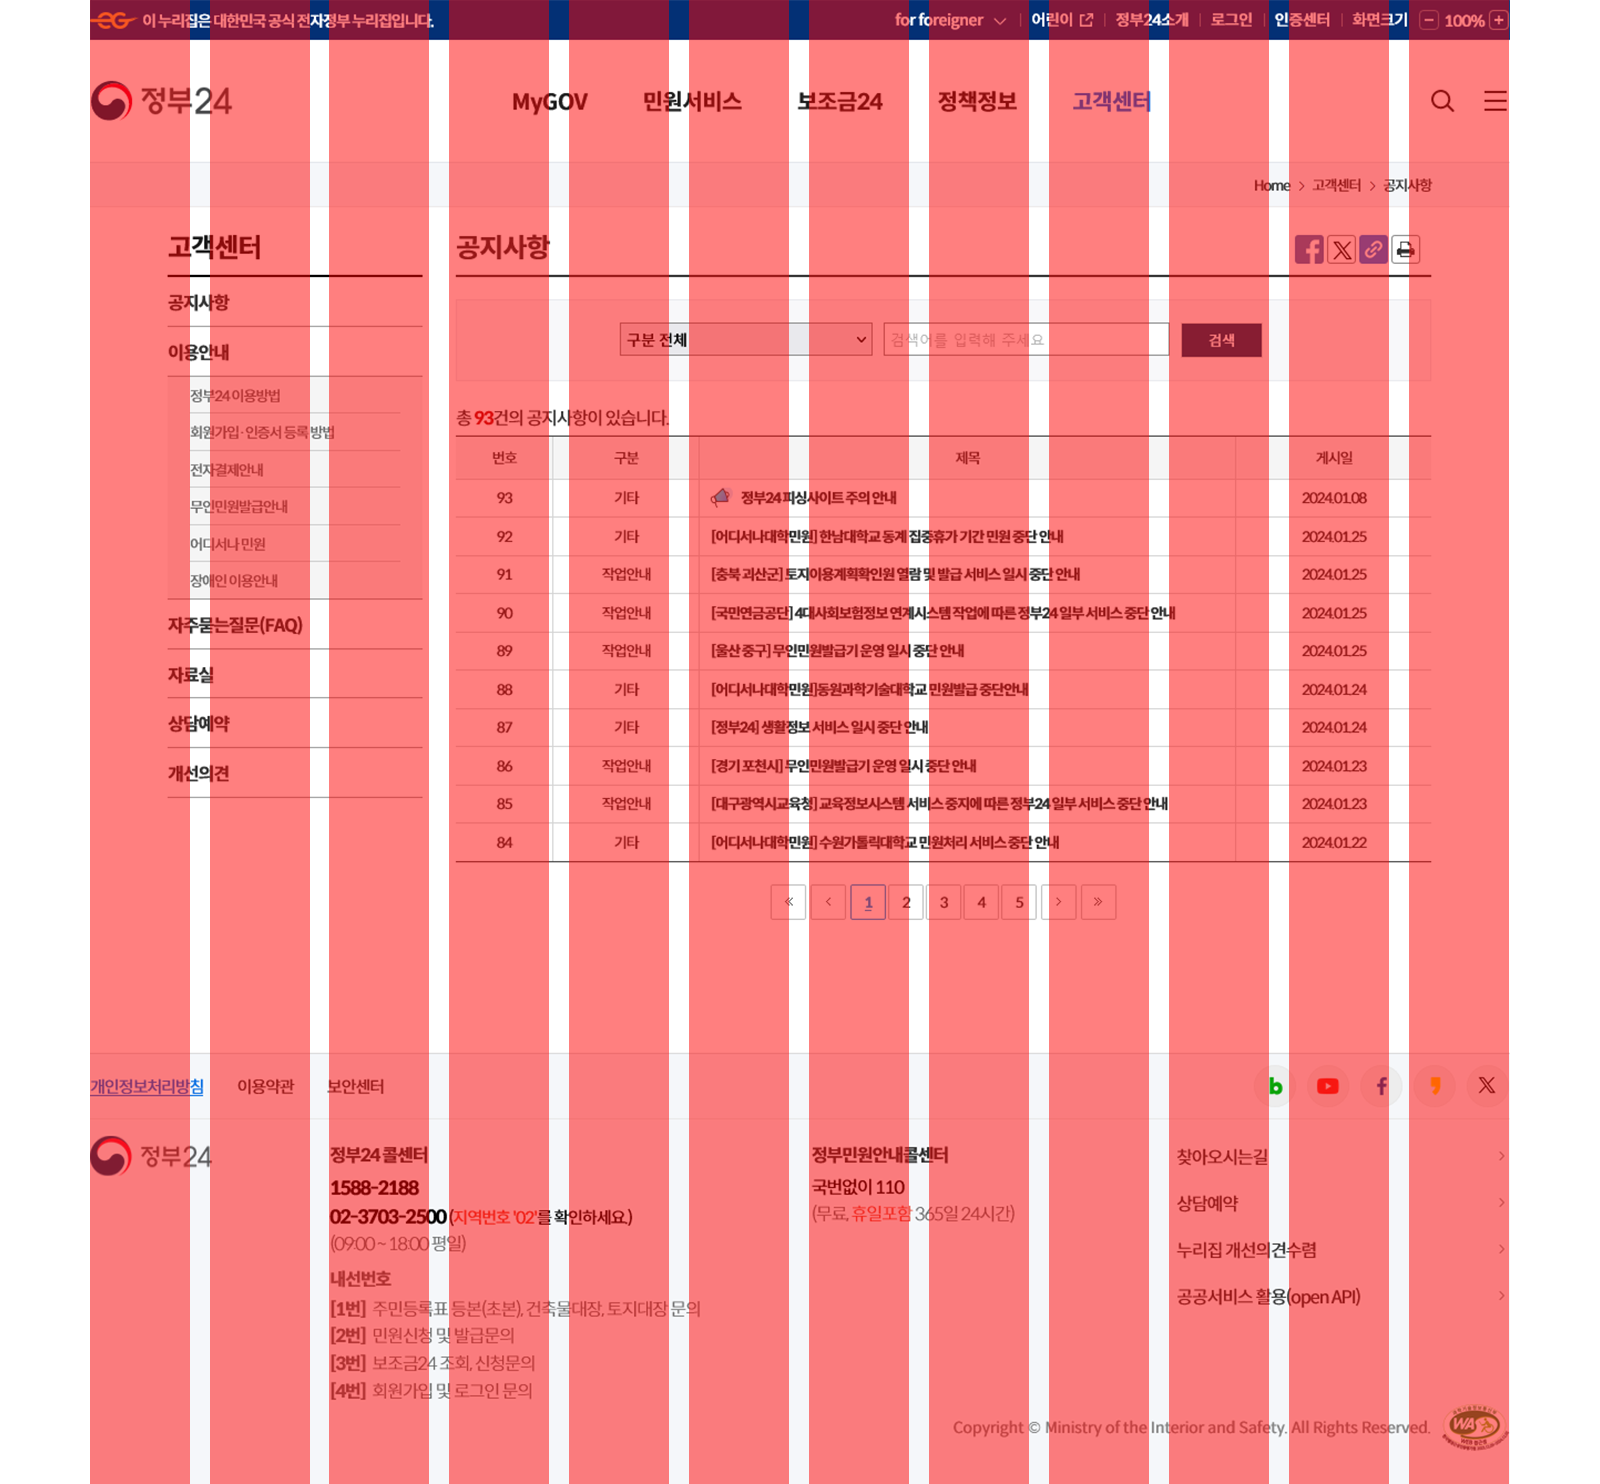 이 누리집은 대한민국 공식 전자정부 누리집입니다.
for foreigner 어린이 정부24소개 로그인 인증센터 화면크기 100%
정부24
MyGOV 민원서비스 보조금24 정책정보 고객센터
Home > 고객센터 > 공지사항
고객센터
공지사항
이용안내
정부24 이용방법
회원가입·인증서 등록 방법
전자결제안내
무인민원발급안내
어디서나 민원
장애인 이용안내
자주묻는질문(FAQ)
자료실
상담예약
개선의견
공지사항
구분 전체 검색어를 입력해 주세요 검색
총 93건의 공지사항이 있습니다.
번호 구분 제목 게시일
93 기타 정부24 피싱사이트 주의 안내 2024.01.08
92 기타 [어디서나대학민원] 한남대학교 동계 집중휴가 기간 민원 중단 안내 2024.01.25
91 작업안내 [충북 괴산군] 토지이용계획확인원 열람 및 발급 서비스 일시 중단 안내 2024.01.25
90 작업안내 [국민연금공단] 4대사회보험정보 연계시스템 작업에 따른 정부24 일부 서비스 중단 안내 2024.01.25
89 작업안내 [울산 중구] 무인민원발급기 운영 일시 중단 안내 2024.01.25
88 기타 [어디서나대학민원]동원과학기술대학교 민원발급 중단안내 2024.01.24
87 기타 [정부24] 생활정보 서비스 일시 중단 안내 2024.01.24
86 작업안내 [경기 포천시] 무인민원발급기 운영 일시 중단 안내 2024.01.23
85 작업안내 [대구광역시교육청] 교육정보시스템 서비스 중지에 따른 정부24 일부 서비스 중단 안내 2024.01.23
84 기타 [어디서나대학민원] 수원가톨릭대학교 민원처리 서비스 중단 안내 2024.01.22
« ‹ 1 2 3 4 5 › »
개인정보처리방침 이용약관 보안센터
정부24
정부24 콜센터
1588-2188
02-3703-2500 (지역번호 '02'를 확인하세요.)
(09:00 ~ 18:00 평일)
내선번호
[1번] 주민등록표 등본(초본), 건축물대장, 토지대장 문의
[2번] 민원신청 및 발급문의
[3번] 보조금24 조회, 신청문의
[4번] 회원가입 및 로그인 문의
정부민원안내콜센터
국번없이 110
(무료, 휴일포함 365일 24시간)
찾아오시는길
상담예약
누리집 개선의견수렴
공공서비스 활용(open API)
Copyright © Ministry of the Interior and Safety. All Rights Reserved.
WA